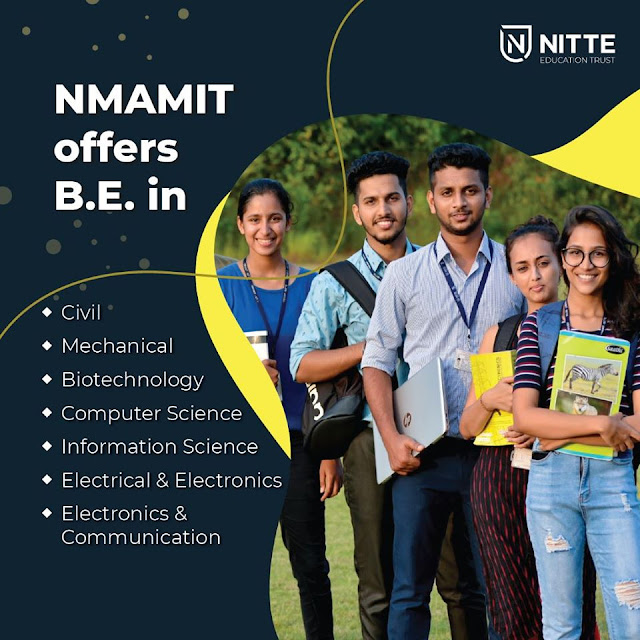 NITTE
EDUCATION TRUST
NMAMIT
offers
B.E. in
Civil
Mechanical
Biotechnology
Computer Science
Information Science
Electrical & Electronics
Electronics &
Communication